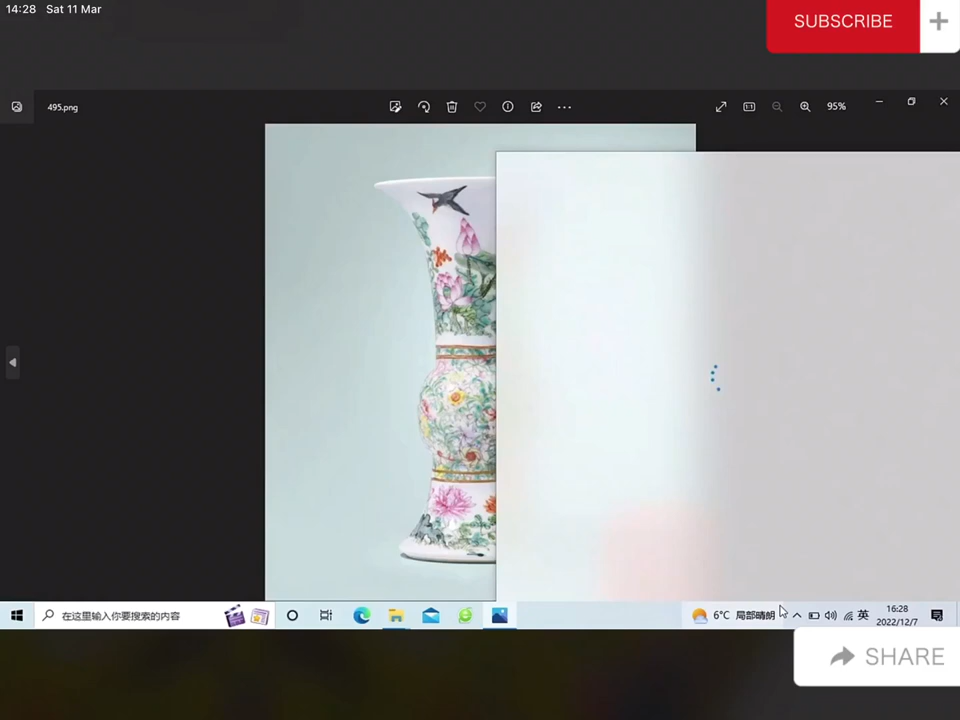 14:28 Sat 11 Mar
SUBSCRIBE
495.png
95%
在这里输入你要搜索的内容
6°C 局部晴朗
英
16:28
2022/12/7
SHARE